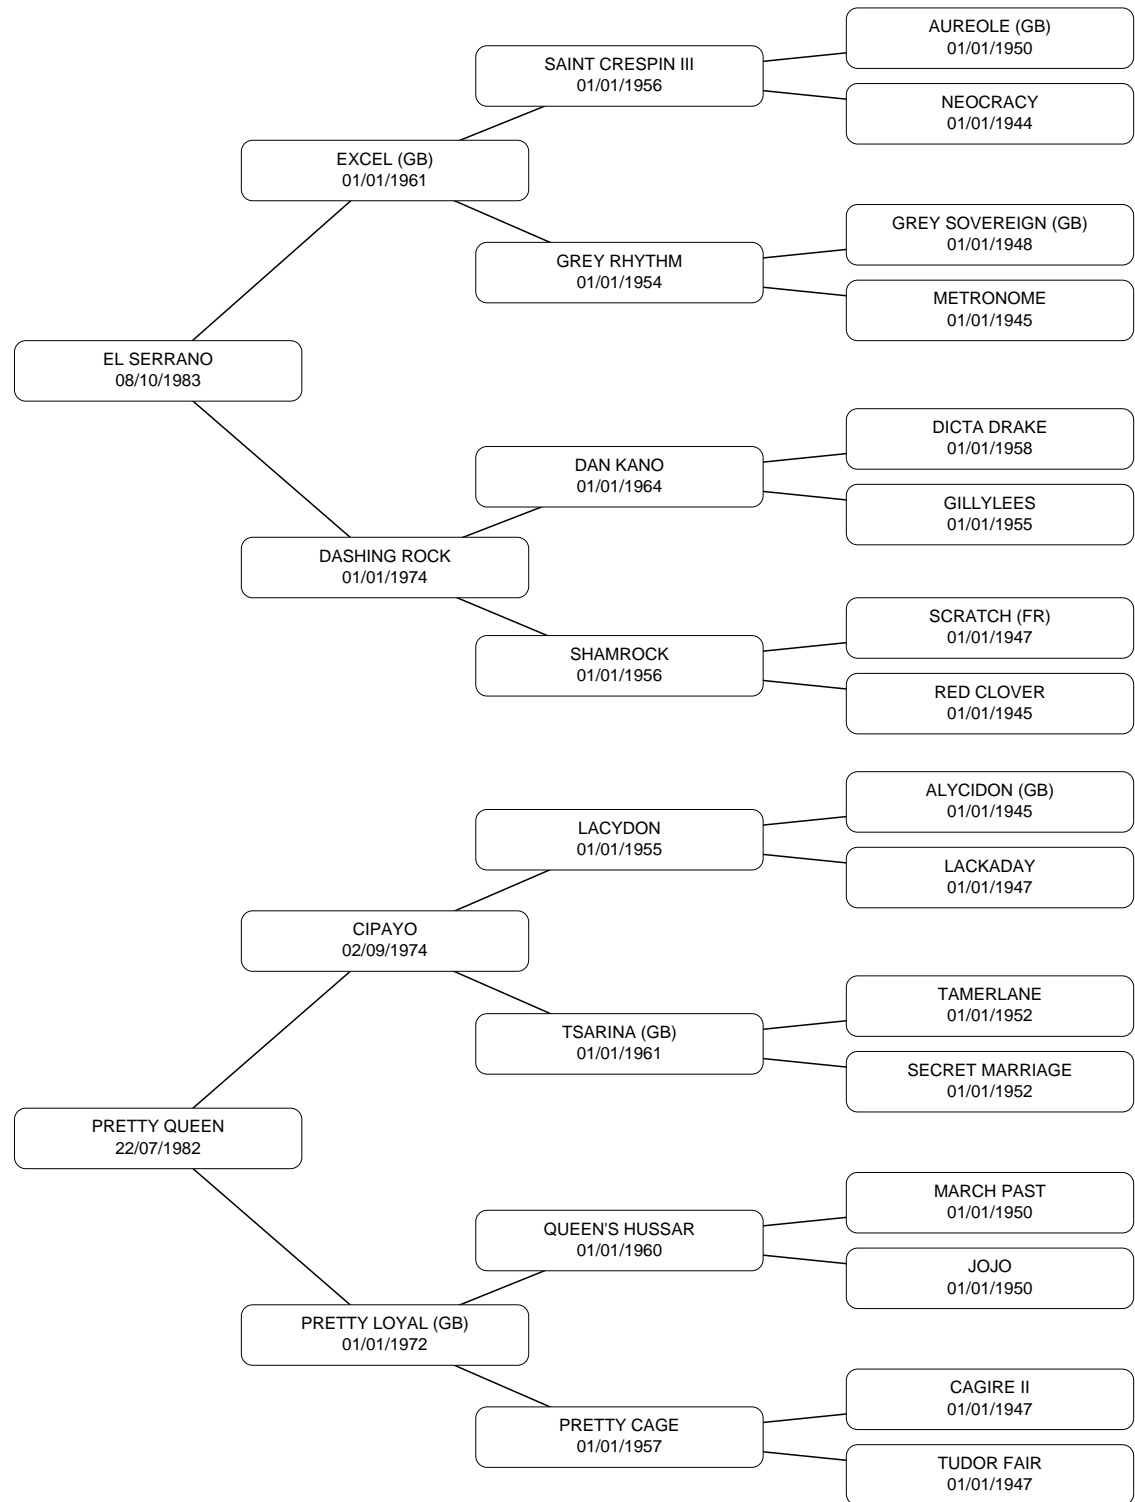 AUREOLE (GB)
01/01/1950
SAINT CRESPIN III
01/01/1956
NEOCRACY
01/01/1944
EXCEL (GB)
01/01/1961
GREY SOVEREIGN (GB)
01/01/1948
GREY RHYTHM
01/01/1954
METRONOME
01/01/1945
EL SERRANO
08/10/1983
DICTA DRAKE
01/01/1958
DAN KANO
01/01/1964
GILLYLEES
01/01/1955
DASHING ROCK
01/01/1974
SCRATCH (FR)
01/01/1947
SHAMROCK
01/01/1956
RED CLOVER
01/01/1945
ALYCIDON (GB)
01/01/1945
LACYDON
01/01/1955
LACKADAY
01/01/1947
CIPAYO
02/09/1974
TAMERLANE
01/01/1952
TSARINA (GB)
01/01/1961
SECRET MARRIAGE
01/01/1952
PRETTY QUEEN
22/07/1982
MARCH PAST
01/01/1950
QUEEN'S HUSSAR
01/01/1960
JOJO
01/01/1950
PRETTY LOYAL (GB)
01/01/1972
CAGIRE II
01/01/1947
PRETTY CAGE
01/01/1957
TUDOR FAIR
01/01/1947